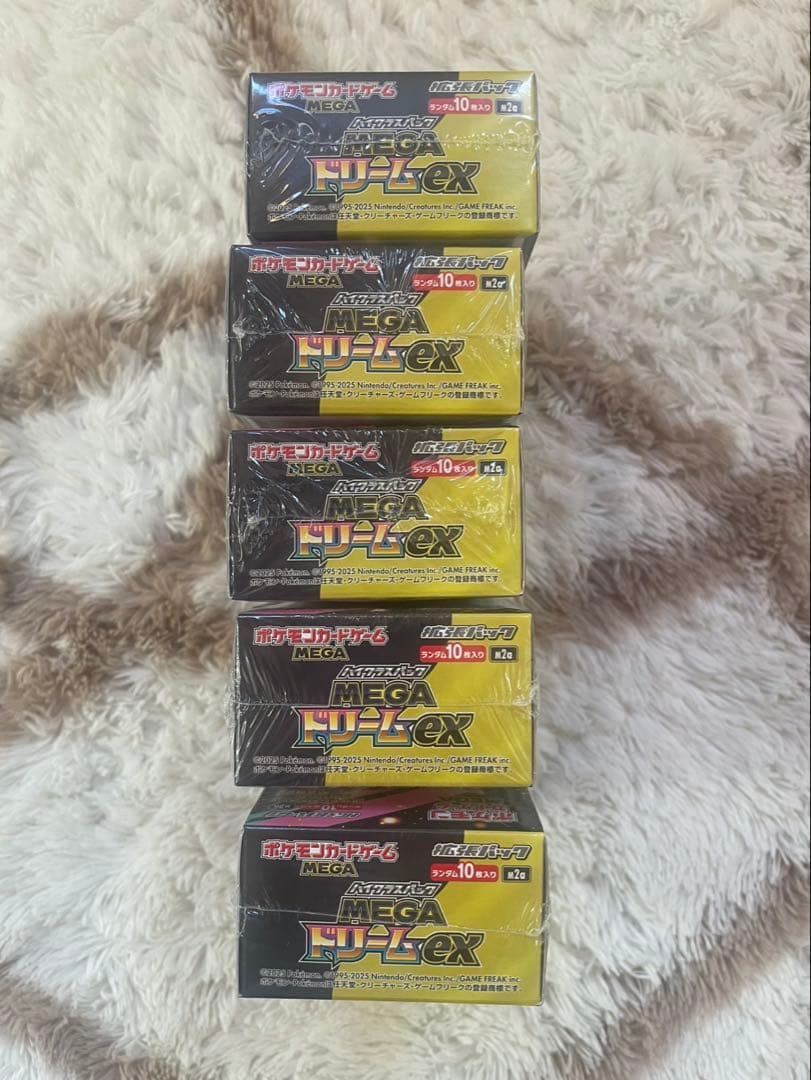 ポケモンカードゲーム 拡張パック
MEGA ランダム10枚入り M2a
ハイクラスパック
MEGA
ドリームex
©2025 Pokémon. ©1995-2025 Nintendo/Creatures Inc./GAME FREAK inc.
ポケモン・Pokémonは任天堂・クリーチャーズ・ゲームフリークの登録商標です。
ポケモンカードゲーム 拡張パック
MEGA ランダム10枚入り M2a
ハイクラスパック
MEGA
ドリームex
©2025 Pokémon. ©1995-2025 Nintendo/Creatures Inc./GAME FREAK inc.
ポケモン・Pokémonは任天堂・クリーチャーズ・ゲームフリークの登録商標です。
ポケモンカードゲーム 拡張パック
MEGA ランダム10枚入り M2a
ハイクラスパック
MEGA
ドリームex
©2025 Pokémon. ©1995-2025 Nintendo/Creatures Inc./GAME FREAK inc.
ポケモン・Pokémonは任天堂・クリーチャーズ・ゲームフリークの登録商標です。
ポケモンカードゲーム 拡張パック
MEGA ランダム10枚入り M2a
ハイクラスパック
MEGA
ドリームex
©2025 Pokémon. ©1995-2025 Nintendo/Creatures Inc./GAME FREAK inc.
ポケモン・Pokémonは任天堂・クリーチャーズ・ゲームフリークの登録商標です。
ポケモンカードゲーム 拡張パック
MEGA ランダム10枚入り M2a
ハイクラスパック
MEGA
ドリームex
©2025 Pokémon. ©1995-2025 Nintendo/Creatures Inc./GAME FREAK inc.
ポケモン・Pokémonは任天堂・クリーチャーズ・ゲームフリークの登録商標です。